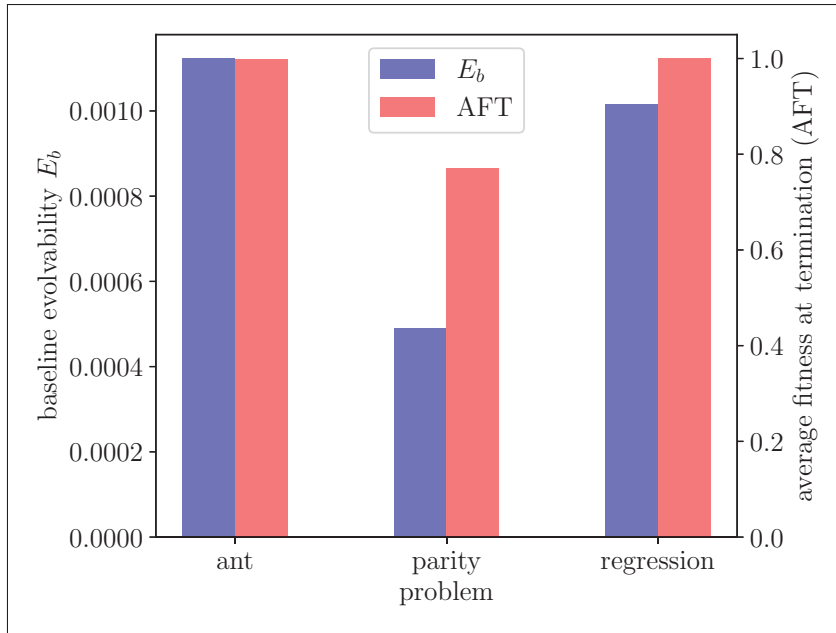 E_b
AFT
0.0010
0.0008
0.0006
0.0004
0.0002
0.0000
baseline evolvability E_b
1.0
0.8
0.6
0.4
0.2
0.0
average fitness at termination (AFT)
ant
parity
regression
problem